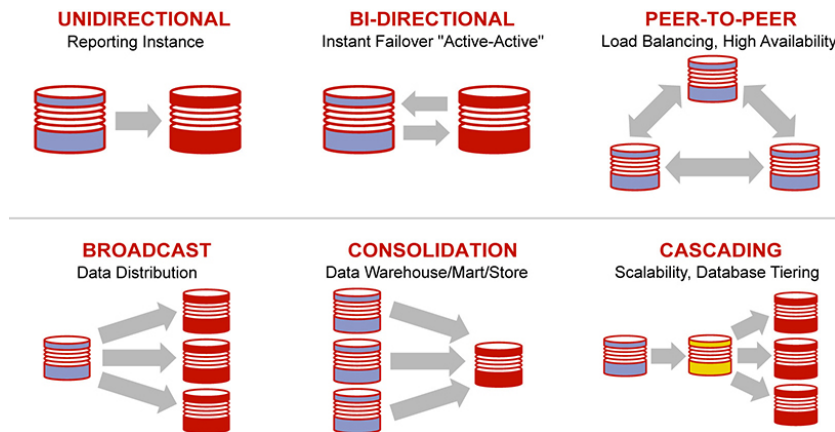 UNIDIRECTIONAL
Reporting Instance
BI-DIRECTIONAL
Instant Failover "Active-Active"
PEER-TO-PEER
Load Balancing, High Availability
BROADCAST
Data Distribution
CONSOLIDATION
Data Warehouse/Mart/Store
CASCADING
Scalability, Database Tiering